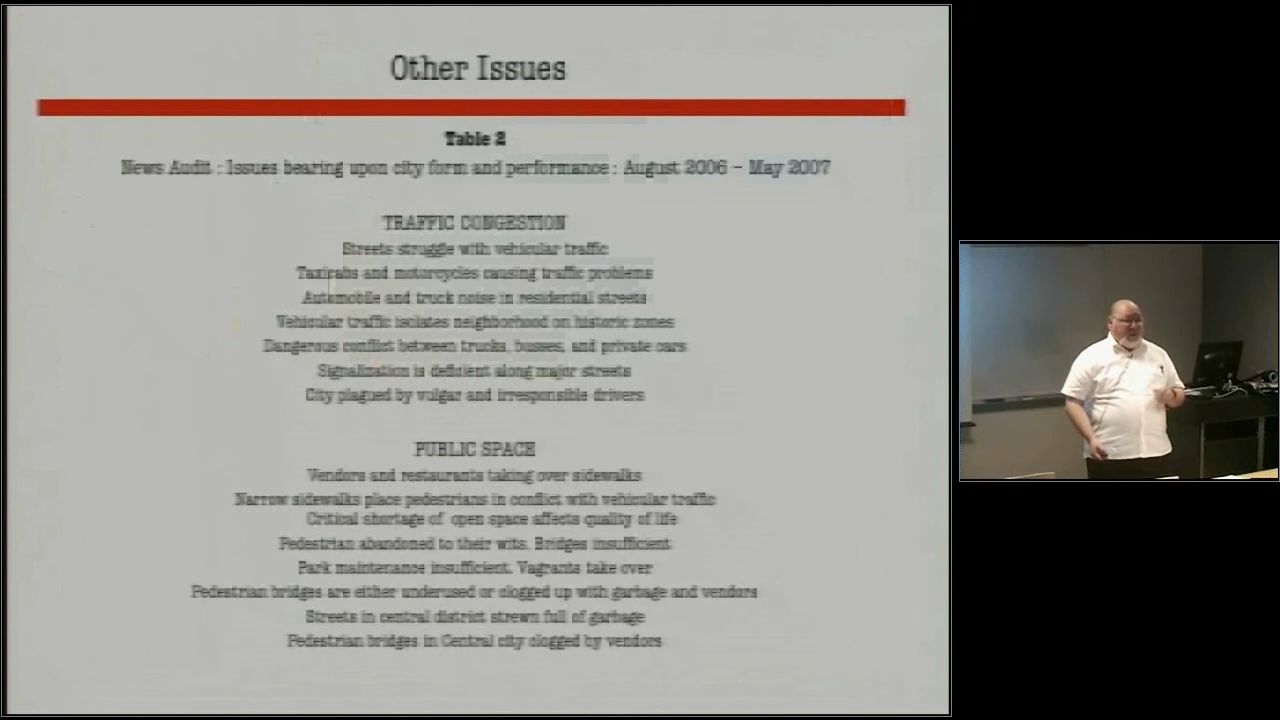 Other Issues
Table 2
News Audit : Issues bearing upon city form and performance : August 2006 - May 2007
TRAFFIC CONGESTION
Streets struggle with vehicular traffic
Taxicabs and motorcycles causing traffic problems
Automobile and truck noise in residential streets
Vehicular traffic isolates neighborhood on historic zones
Dangerous conflict between trucks, busses, and private cars
Signalization is deficient along major streets
City plagued by vulgar and irresponsible drivers
PUBLIC SPACE
Vendors and restaurants taking over sidewalks
Narrow sidewalks place pedestrians in conflict with vehicular traffic
Critical shortage of open space affects quality of life
Pedestrian abandoned to their wits. Bridges insufficient
Park maintenance insufficient. Vagrants take over
Pedestrian bridges are either underused or clogged up with garbage and vendors
Streets in central district strewn full of garbage
Pedestrian bridges in Central city clogged by vendors